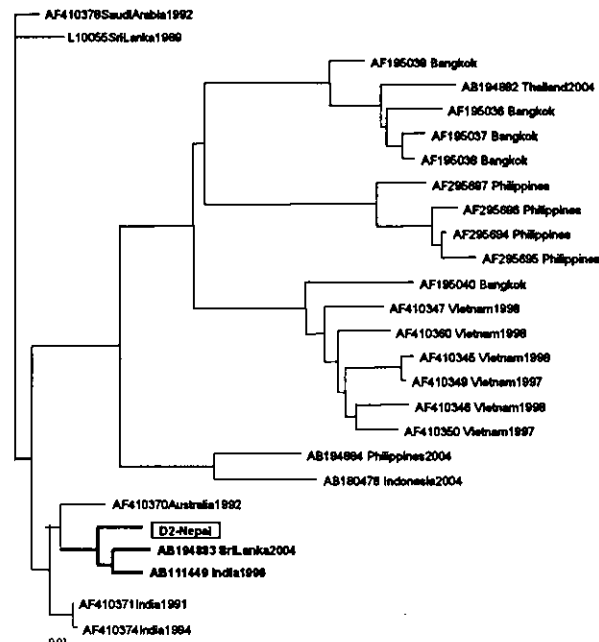 AF410376SaudiArabia1992
L10055SriLanka1989
AF195039 Bangkok
AB194882 Thailand2004
AF195036 Bangkok
AF195037 Bangkok
AF195038 Bangkok
AF295697 Philippines
AF295696 Philippines
AF295694 Philippines
AF295695 Philippines
AF195040 Bangkok
AF410347 Vietnam1998
AF410360 Vietnam1998
AF410345 Vietnam1998
AF410349 Vietnam1997
AF410346 Vietnam1998
AF410350 Vietnam1997
AB194884 Philippines2004
AB180478 Indonesia2004
AF410370Australia1992
D2-Nepal
AB194883 SriLanka2004
AB111449 India1996
AF410371India1991
AF410374India1994
0.01